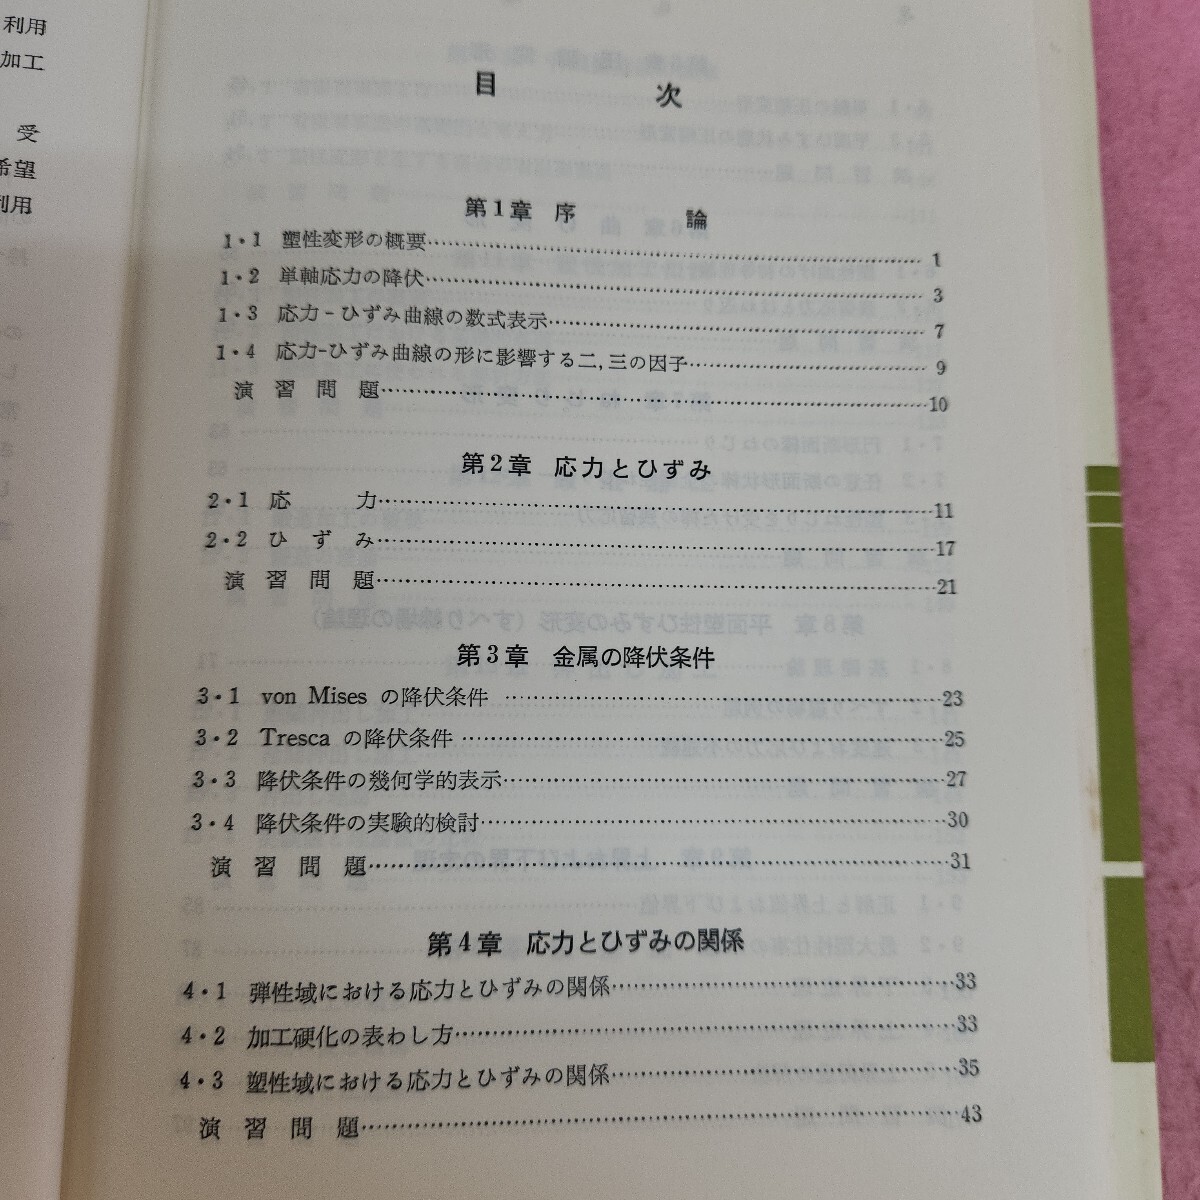 利用
加工
受
希望
利用
目次
第1章 序論
1・1 塑性変形の概要……1
1・2 単軸応力の降伏……3
1・3 応力-ひずみ曲線の数式表示……7
1・4 応力-ひずみ曲線の形に影響する二,三の因子……9
演習問題……10
第2章 応力とひずみ
2・1 応力……11
2・2 ひずみ……17
演習問題……21
第3章 金属の降伏条件
3・1 von Mises の降伏条件……23
3・2 Tresca の降伏条件……25
3・3 降伏条件の幾何学的表示……27
3・4 降伏条件の実験的検討……30
演習問題……31
第4章 応力とひずみの関係
4・1 弾性域における応力とひずみの関係……33
4・2 加工硬化の表わし方……33
4・3 塑性域における応力とひずみの関係……35
演習問題……43